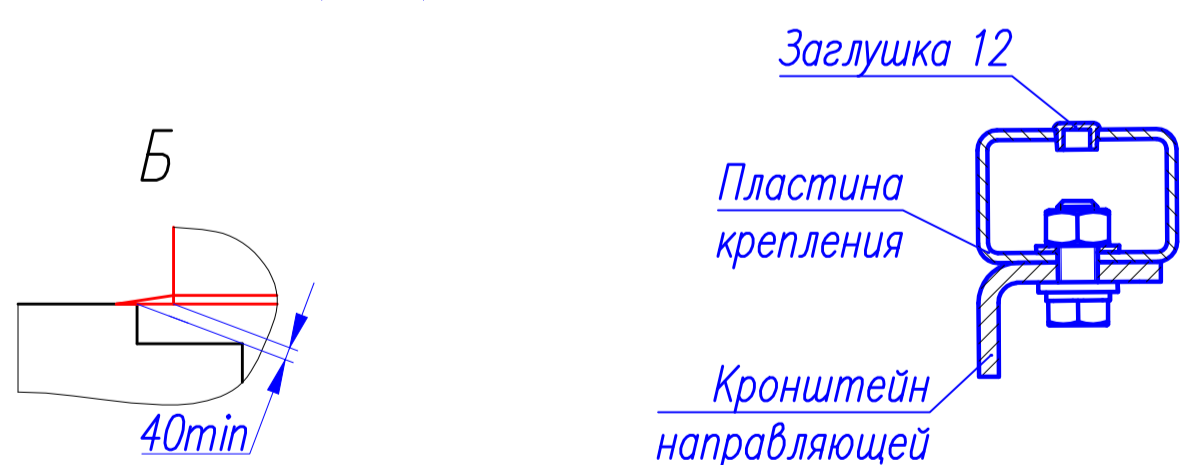 Заглушка 12
Б
Пластина
крепления
Кронштейн
направляющей
40min